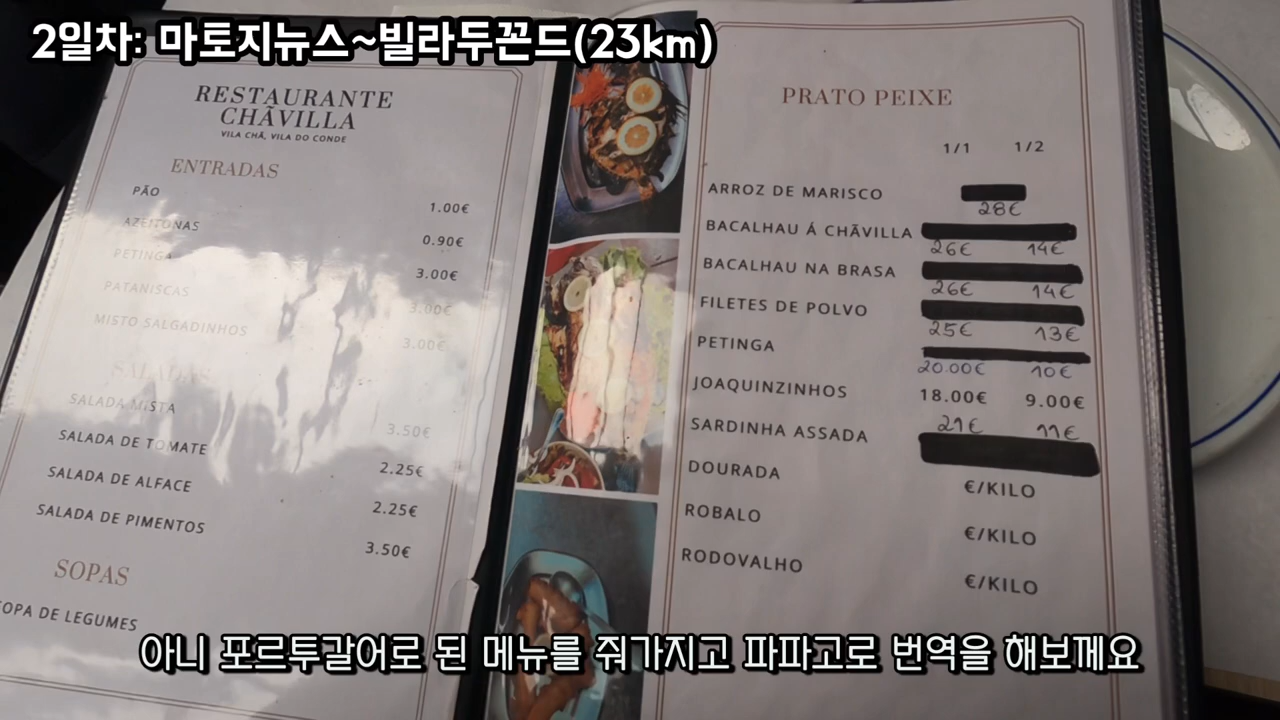 2일차: 마토지뉴스~빌라두꼰드(23km)
RESTAURANTE
CHÃVILLA
VILA CHÃ, VILA DO CONDE
ENTRADAS
PÃO 1.00€
AZEITONAS 0.90€
PETINGA 3.00€
PATANISCAS 3.00€
MISTO SALGADINHOS 3.00€
SALADAS
SALADA MISTA 3.50€
SALADA DE TOMATE 2.25€
SALADA DE ALFACE 2.25€
SALADA DE PIMENTOS 3.50€
SOPAS
SOPA DE LEGUMES
PRATO PEIXE
1/1 1/2
ARROZ DE MARISCO 28€
BACALHAU Á CHÃVILLA 26€ 14€
BACALHAU NA BRASA 26€ 14€
FILETES DE POLVO 25€ 13€
PETINGA 20.00€ 10€
JOAQUINZINHOS 18.00€ 9.00€
SARDINHA ASSADA 21€ 11€
DOURADA €/KILO
ROBALO €/KILO
RODOVALHO €/KILO
아니 포르투갈어로 된 메뉴를 줘가지고 파파고로 번역을 해보께요